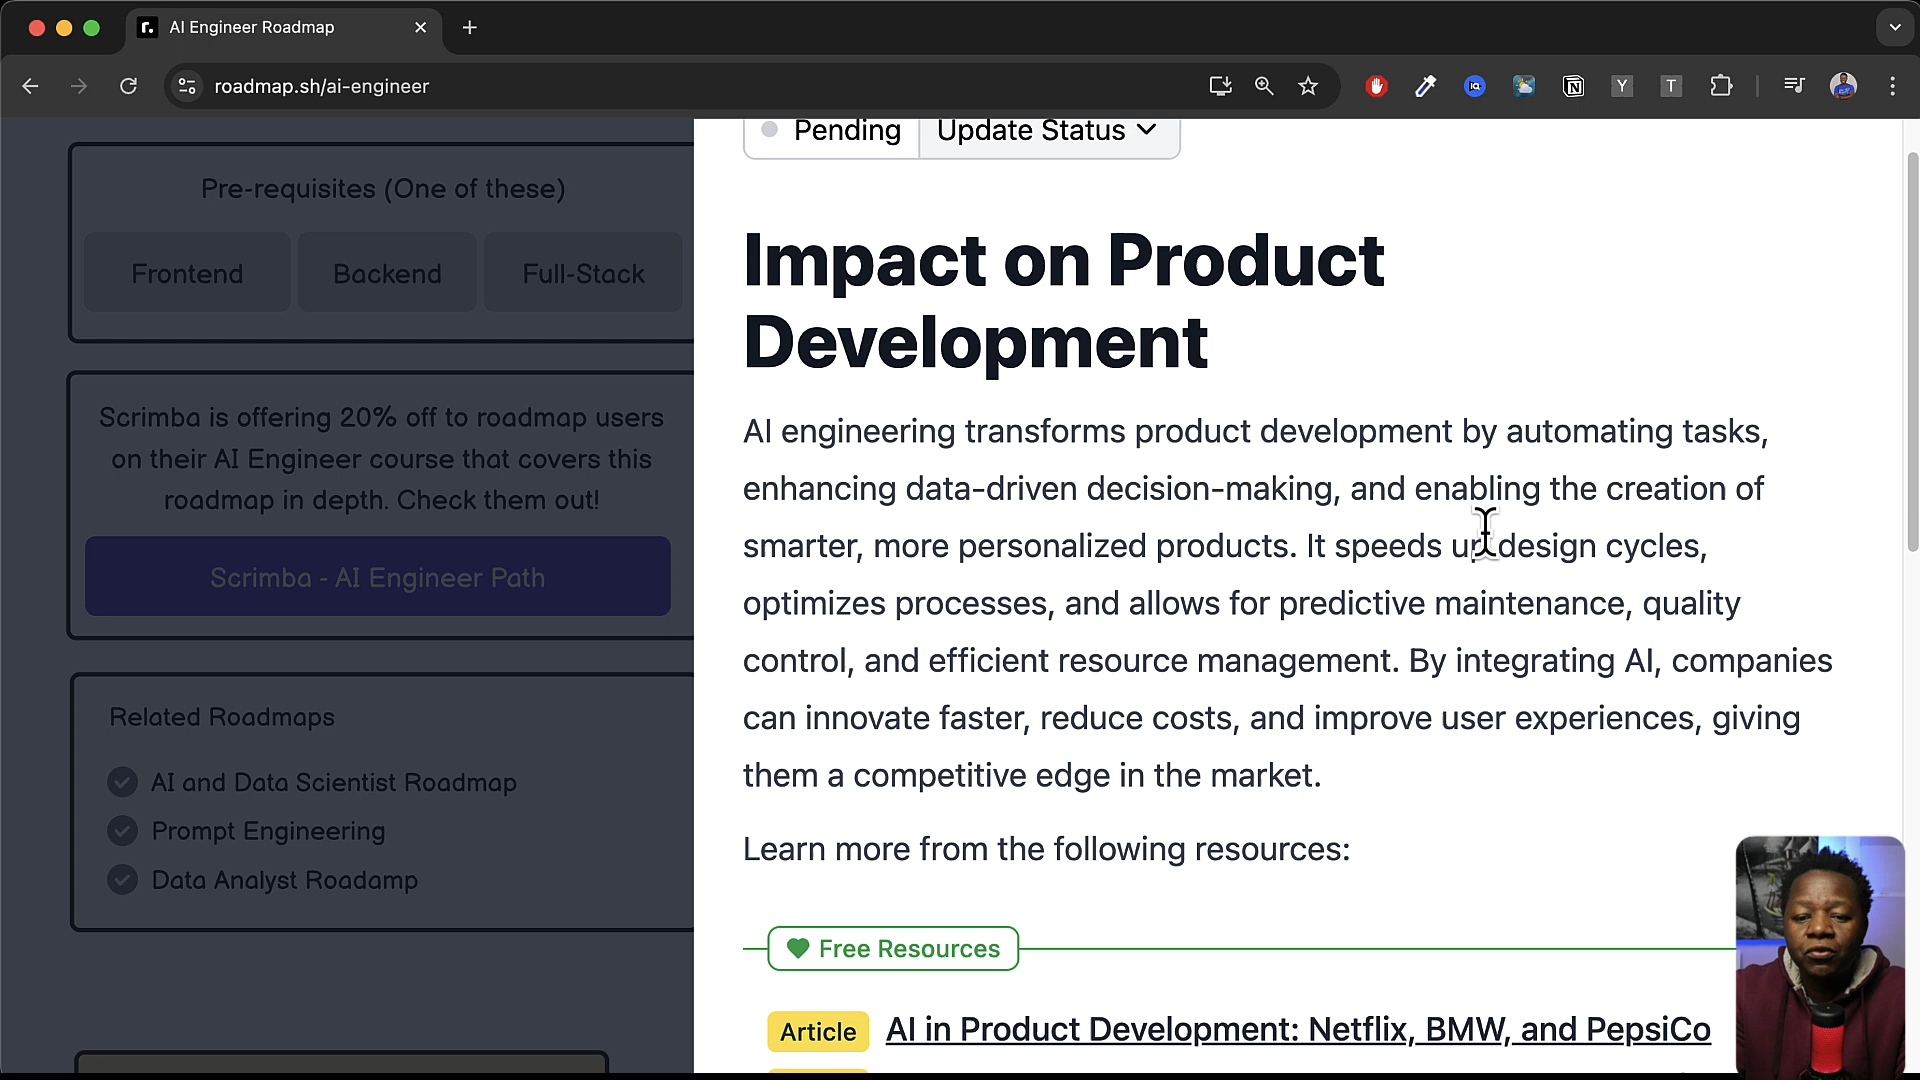 AI Engineer Roadmap
roadmap.sh/ai-engineer
IQ
N
Y
T
Pending
Update Status
Pre-requisites (One of these)
Frontend
Backend
Full-Stack
Scrimba is offering 20% off to roadmap users
on their AI Engineer course that covers this
roadmap in depth. Check them out!
Scrimba - AI Engineer Path
Related Roadmaps
AI and Data Scientist Roadmap
Prompt Engineering
Data Analyst Roadamp
Impact on Product
Development
AI engineering transforms product development by automating tasks,
enhancing data-driven decision-making, and enabling the creation of
smarter, more personalized products. It speeds up design cycles,
optimizes processes, and allows for predictive maintenance, quality
control, and efficient resource management. By integrating AI, companies
can innovate faster, reduce costs, and improve user experiences, giving
them a competitive edge in the market.
Learn more from the following resources:
Free Resources
Article
AI in Product Development: Netflix, BMW, and PepsiCo